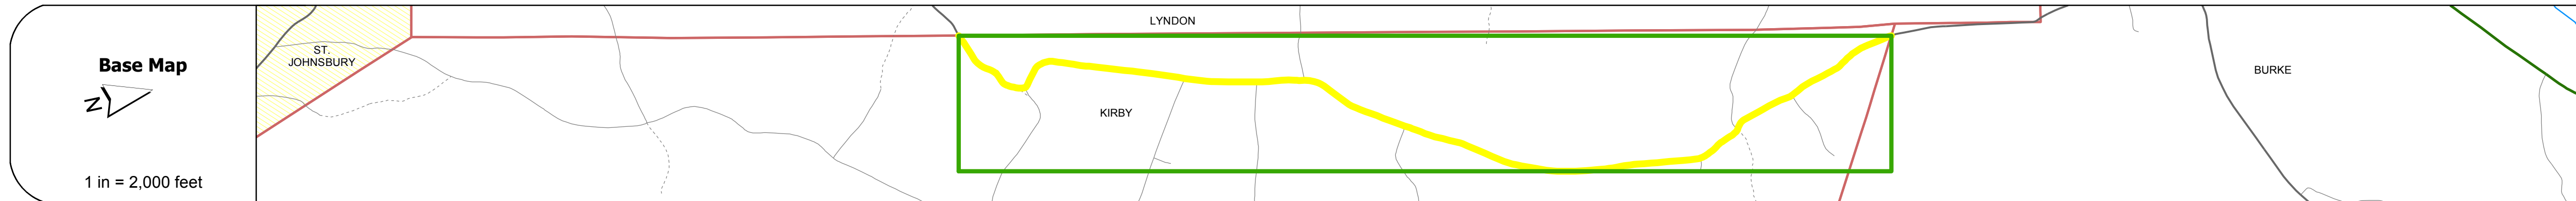 Base Map
N
1 in = 2,000 feet
ST.
JOHNSBURY
LYNDON
KIRBY
BURKE